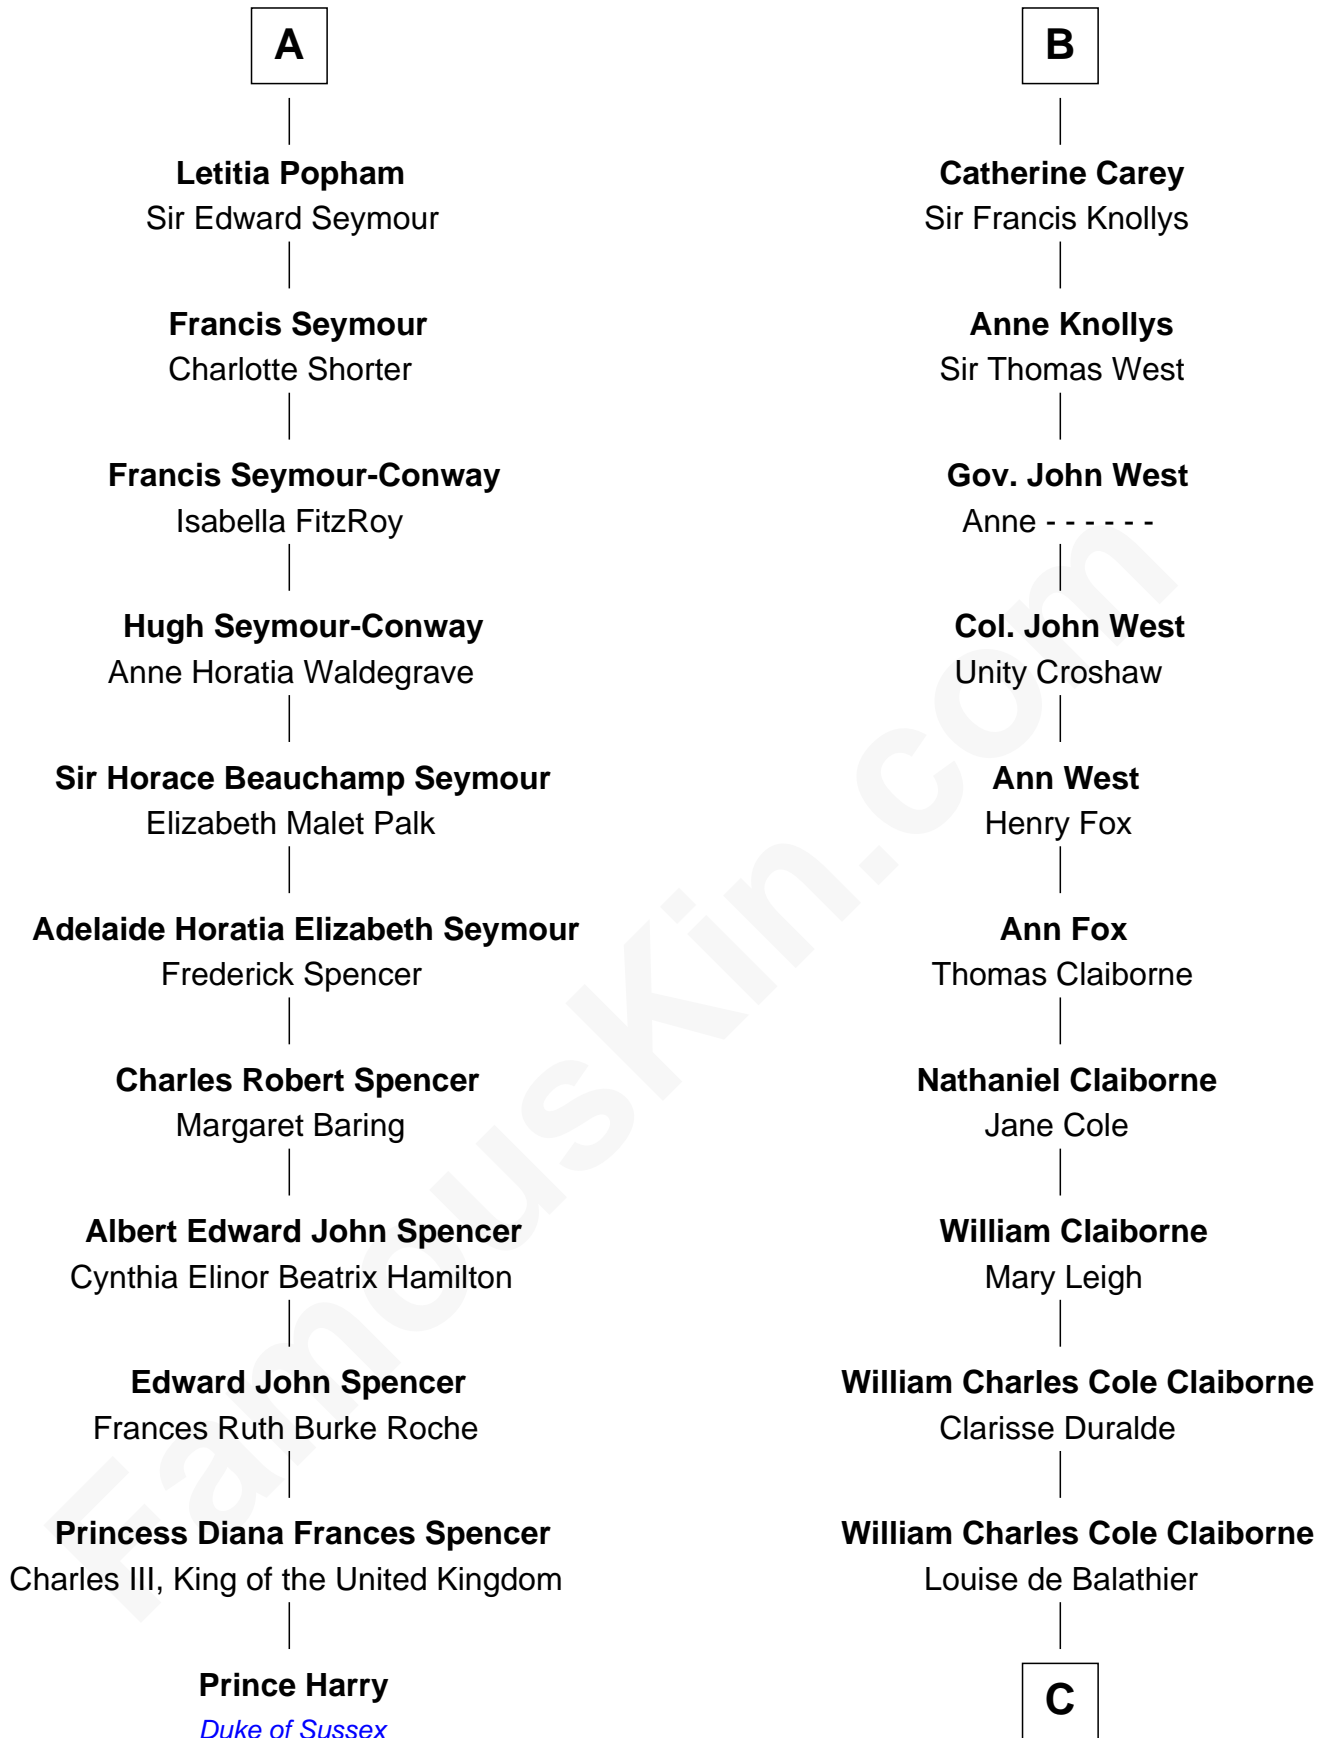 A
Letitia Popham
Sir Edward Seymour
Francis Seymour
Charlotte Shorter
Francis Seymour-Conway
Isabella FitzRoy
Hugh Seymour-Conway
Anne Horatia Waldegrave
Sir Horace Beauchamp Seymour
Elizabeth Malet Palk
Adelaide Horatia Elizabeth Seymour
Frederick Spencer
Charles Robert Spencer
Margaret Baring
Albert Edward John Spencer
Cynthia Elinor Beatrix Hamilton
Edward John Spencer
Frances Ruth Burke Roche
Princess Diana Frances Spencer
Charles III, King of the United Kingdom
Prince Harry
Duke of Sussex
B
Catherine Carey
Sir Francis Knollys
Anne Knollys
Sir Thomas West
Gov. John West
Anne - - - - - -
Col. John West
Unity Croshaw
Ann West
Henry Fox
Ann Fox
Thomas Claiborne
Nathaniel Claiborne
Jane Cole
William Claiborne
Mary Leigh
William Charles Cole Claiborne
Clarisse Duralde
William Charles Cole Claiborne
Louise de Balathier
C
FamousKin.com